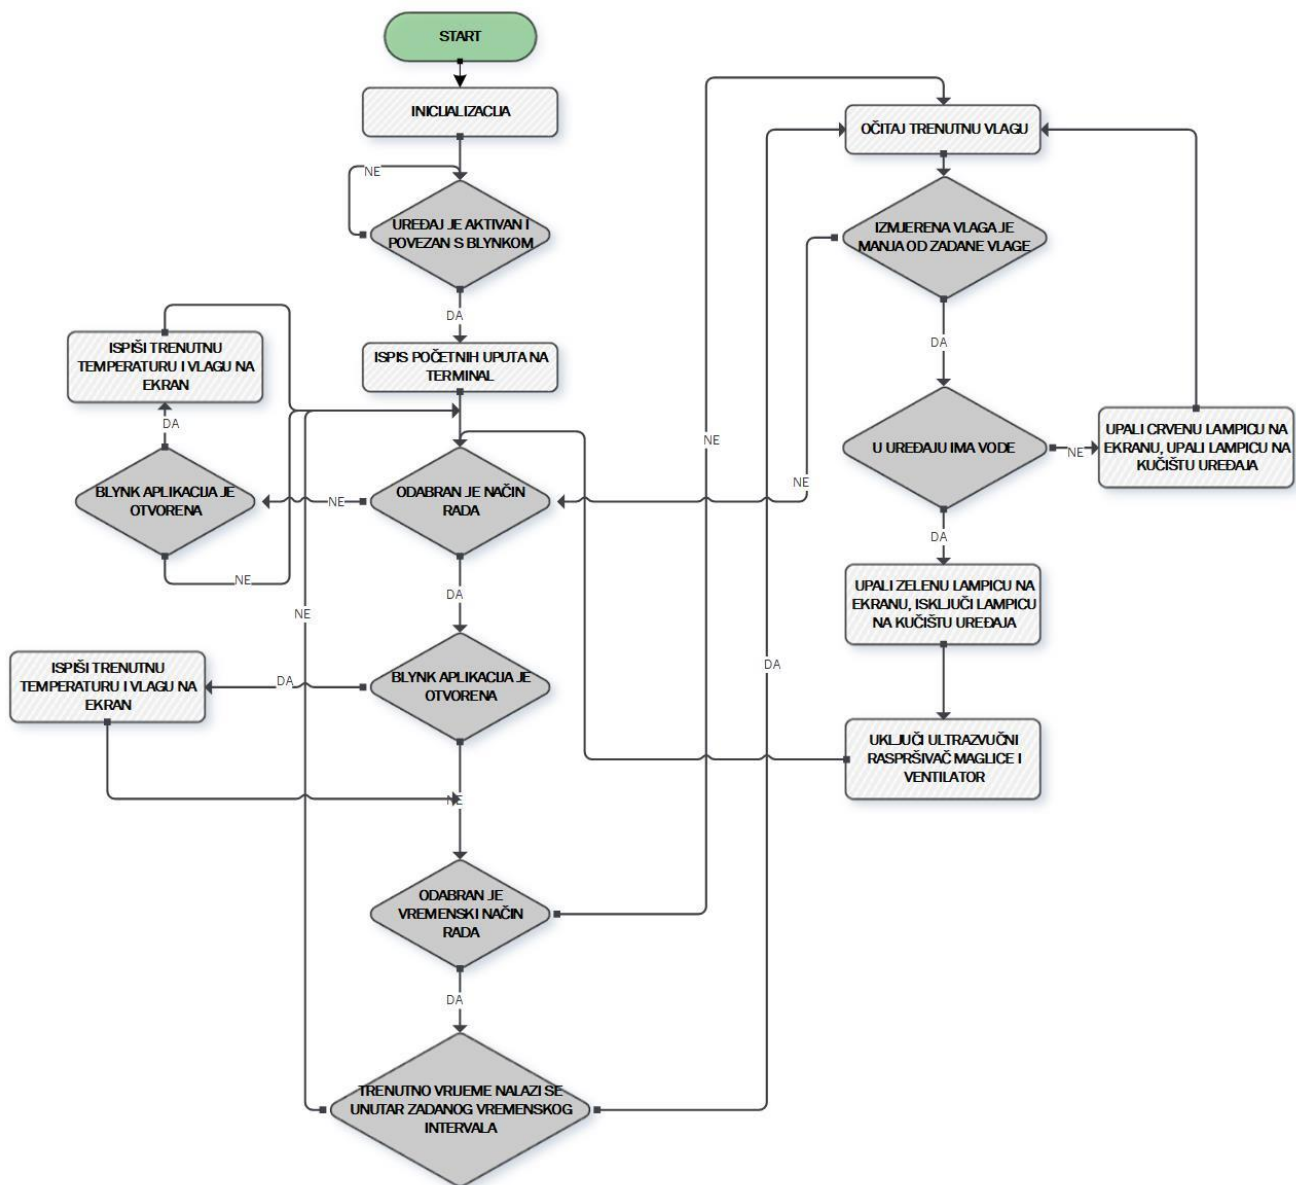 START
INICIJALIZACIJA
NE
UREĐAJ JE AKTIVAN I
POVEZAN S BLYNKOM
DA
ISPIS POČETNIH UPUTA NA
TERMINAL
ISPIŠI TRENUTNU
TEMPERATURU I VLAGU NA
EKRAN
DA
BLYNK APLIKACIJA JE
OTVORENA
NE
NE
ODABRAN JE NAČIN
RADA
DA
NE
BLYNK APLIKACIJA JE
OTVORENA
DA
ISPIŠI TRENUTNU
TEMPERATURU I VLAGU NA
EKRAN
NE
ODABRAN JE
VREMENSKI NAČIN
RADA
DA
TRENUTNO VRIJEME NALAZI SE
UNUTAR ZADANOG VREMENSKOG
INTERVALA
NE
DA
OČITAJ TRENUTNU VLAGU
IZMJERENA VLAGA JE
MANJA OD ZADANE VLAGE
NE
DA
U UREĐAJU IMA VODE
NE
UPALI CRVENU LAMPICU NA
EKRANU, UPALI LAMPICU NA
KUČIŠTU UREĐAJA
DA
UPALI ZELENU LAMPICU NA
EKRANU, ISKLJUČI LAMPICU
NA KUČIŠTU UREĐAJA
UKLJUČI ULTRAZVUČNI
RASPRŠIVAČ MAGLICE I
VENTILATOR